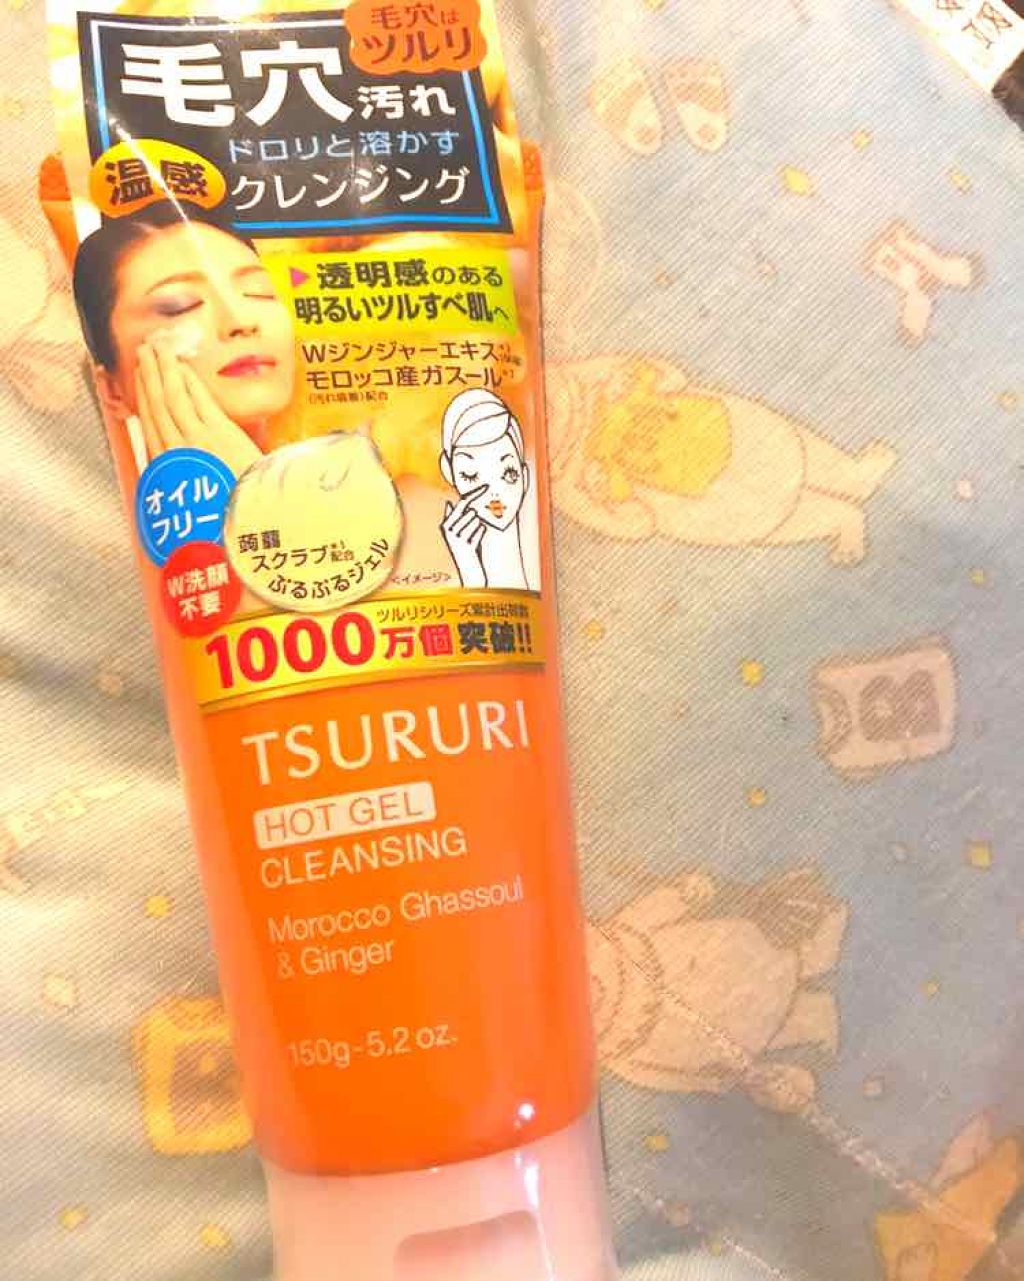 毛穴は
ツルリ
毛穴汚れ
ドロリと溶かす
温感
クレンジング
透明感のある
明るいツルすべ肌へ
Wジンジャーエキス
モロッコ産ガスール
配合
オイル
フリー
蒟蒻
スクラブ*1
配合
ぷるぷるジェル
<イメージ>
W洗顔
不要
ツルリシリーズ累計出荷数
1000万個突破!!
TSURURI
HOT GEL
CLEANSING
Morocco Ghassoul
& Ginger
150g-5.2 oz.